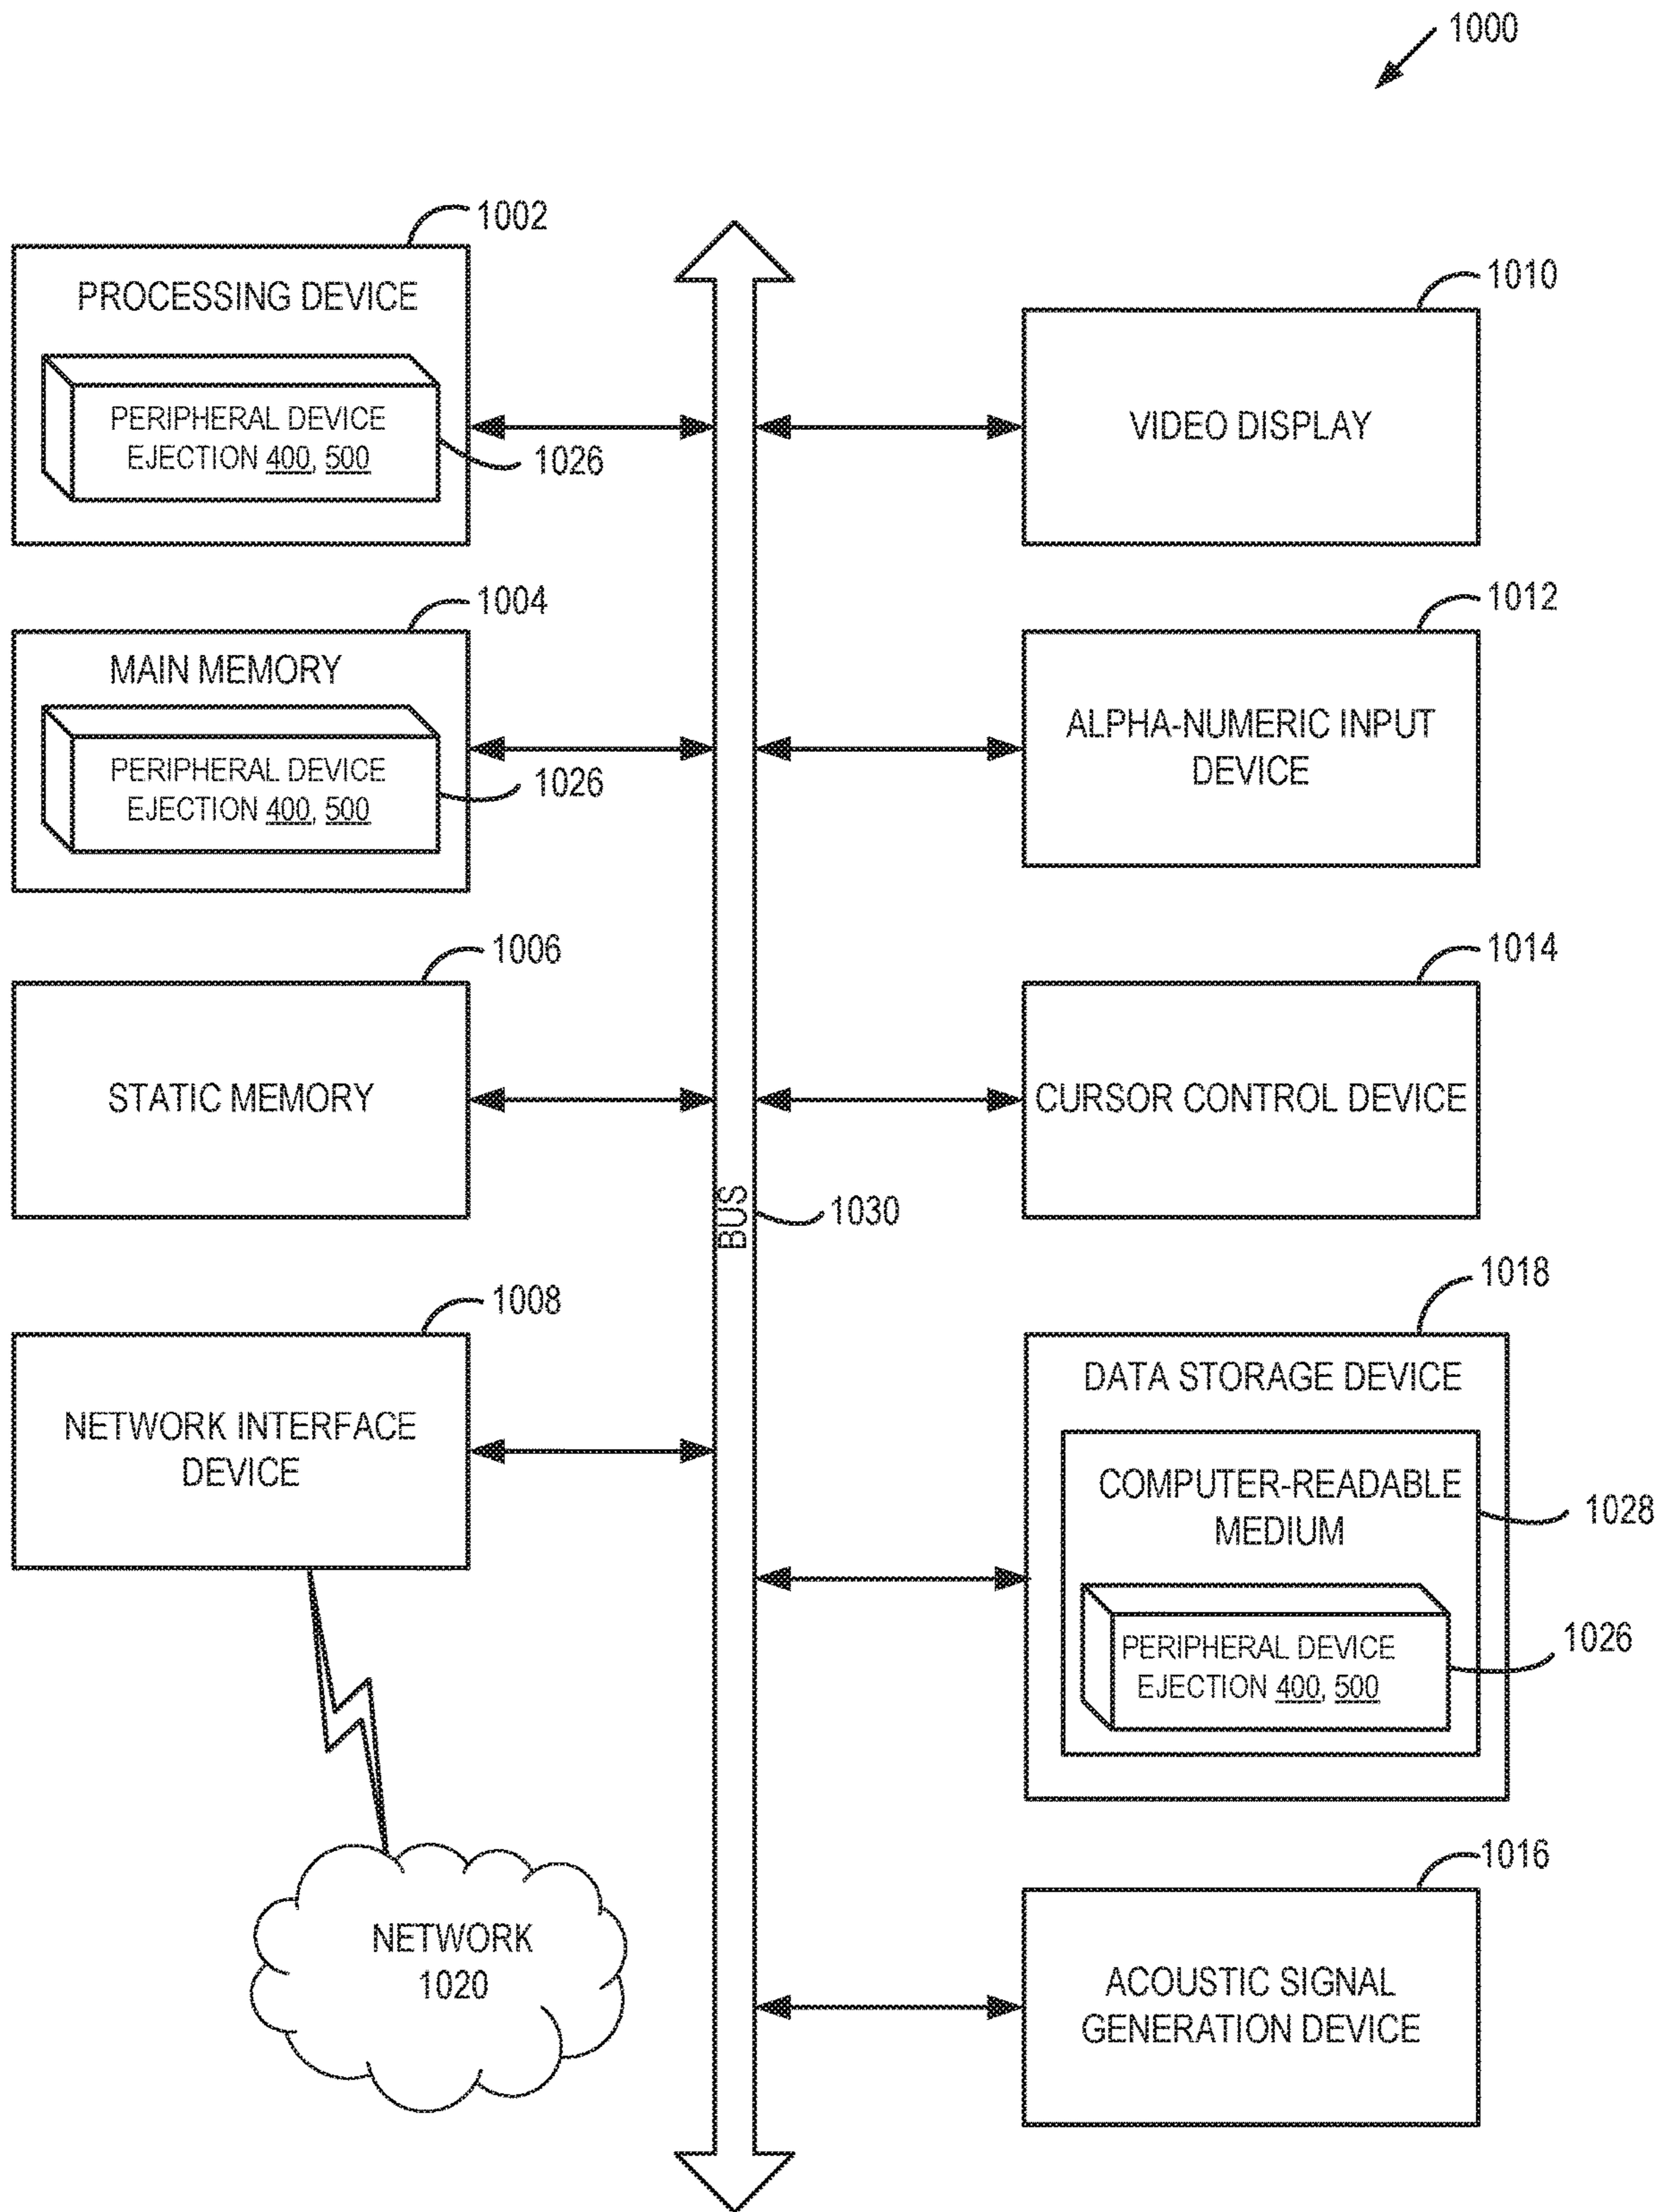 1000
1002
PROCESSING DEVICE
PERIPHERAL DEVICE
EJECTION 400, 500
1026
1004
MAIN MEMORY
PERIPHERAL DEVICE
EJECTION 400, 500
1026
1006
STATIC MEMORY
1008
NETWORK INTERFACE
DEVICE
NETWORK
1020
BUS
1030
1010
VIDEO DISPLAY
1012
ALPHA-NUMERIC INPUT
DEVICE
1014
CURSOR CONTROL DEVICE
1018
DATA STORAGE DEVICE
COMPUTER-READABLE
MEDIUM
1028
PERIPHERAL DEVICE
EJECTION 400, 500
1026
1016
ACOUSTIC SIGNAL
GENERATION DEVICE